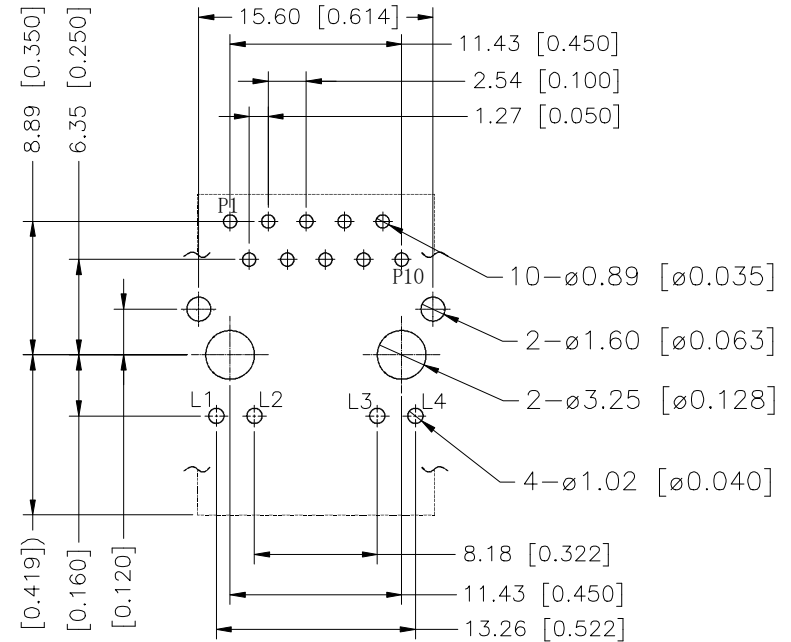 15.60 [0.614]
11.43 [0.450]
2.54 [0.100]
1.27 [0.050]
8.89 [0.350]
6.35 [0.250]
P1
P10
10-ø0.89 [ø0.035]
2-ø1.60 [ø0.063]
2-ø3.25 [ø0.128]
L1 L2 L3 L4
4-ø1.02 [ø0.040]
[0.419])
[0.160]
[0.120]
8.18 [0.322]
11.43 [0.450]
13.26 [0.522]